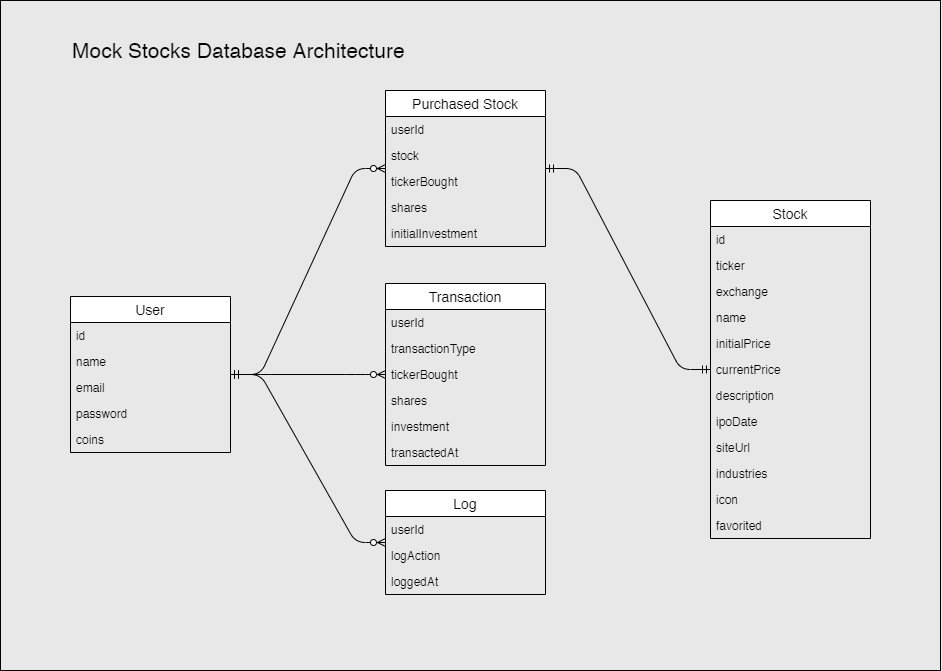 Mock Stocks Database Architecture
Purchased Stock
userId
stock
tickerBought
shares
initialInvestment
Stock
id
ticker
exchange
name
initialPrice
currentPrice
description
ipoDate
siteUrl
industries
icon
favorited
User
id
name
email
password
coins
Transaction
userId
transactionType
tickerBought
shares
investment
transactedAt
Log
userId
logAction
loggedAt